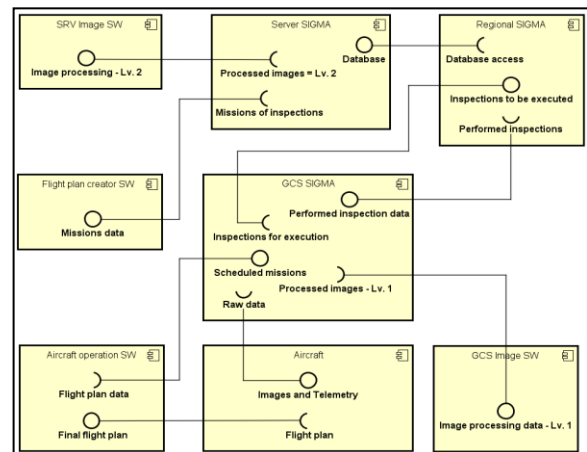 SRV Image SW
Image processing - Lv. 2
Server SIGMA
Database
Processed images = Lv. 2
Missions of inspections
Regional SIGMA
Database access
Inspections to be executed
Performed inspections
Flight plan creator SW
Missions data
GCS SIGMA
Performed inspection data
Inspections for execution
Scheduled missions
Processed images - Lv. 1
Raw data
Aircraft operation SW
Flight plan data
Final flight plan
Aircraft
Images and Telemetry
Flight plan
GCS Image SW
Image processing data - Lv. 1